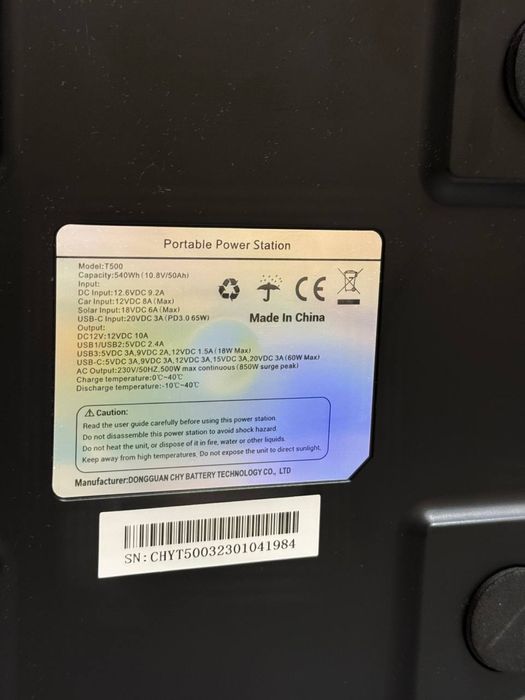 Portable Power Station
Model:T500
Capacity:540Wh (10.8V/50Ah)
Input:
DC Input:12.6VDC 9.2A
Car Input:12VDC 8A (Max)
Solar Input:18VDC 6A (Max)
USB-C Input:20VDC 3A (PD3.0 65W)
Output:
DC12V:12VDC 10A
USB1/USB2:5VDC 2.4A
USB3:5VDC 3A,9VDC 2A,12VDC 1.5A (18W Max)
USB-C:5VDC 3A,9VDC 3A,12VDC 3A,15VDC 3A,20VDC 3A (60W Max)
AC Output:230V/50HZ,500W max continuous (850W surge peak)
Charge temperature:0℃~40℃
Discharge temperature:-10℃~40℃
CE
Made In China
Caution:
Read the user guide carefully before using this power station.
Do not disassemble this power station to avoid shock hazard.
Do not heat the unit, or dispose of it in fire, water or other liquids.
Keep away from high temperatures. Do not expose the unit to direct sunlight.
Manufacturer:DONGGUAN CHY BATTERY TECHNOLOGY CO., LTD
SN: CHYT50032301041984